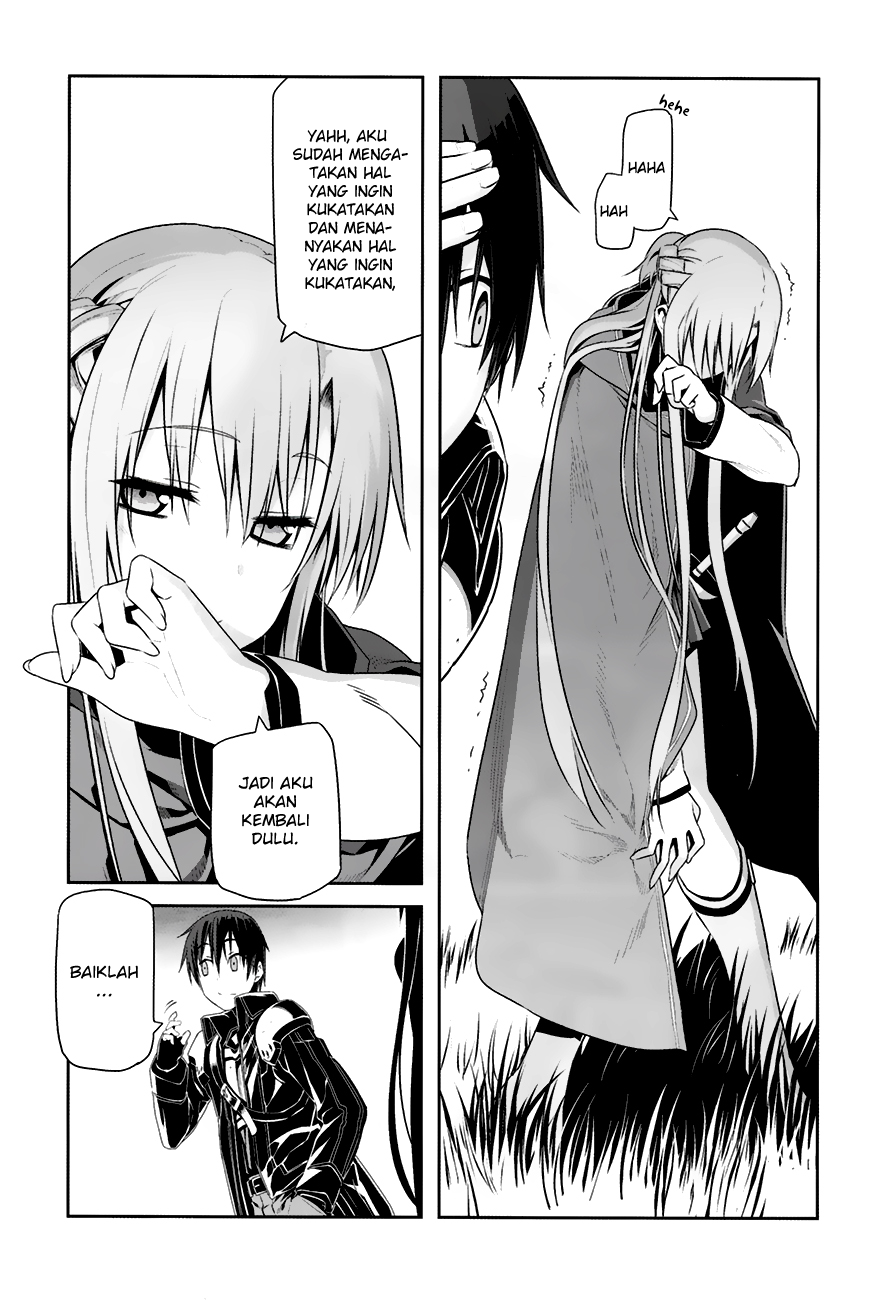 hehe
HAHA
HAH
YAHH, AKU
SUDAH MENGA-
TAKAN HAL
YANG INGIN
KUKATAKAN
DAN MENA-
NYAKAN HAL
YANG INGIN
KUKATAKAN,
JADI AKU
AKAN
KEMBALI
DULU.
BAIKLAH
...